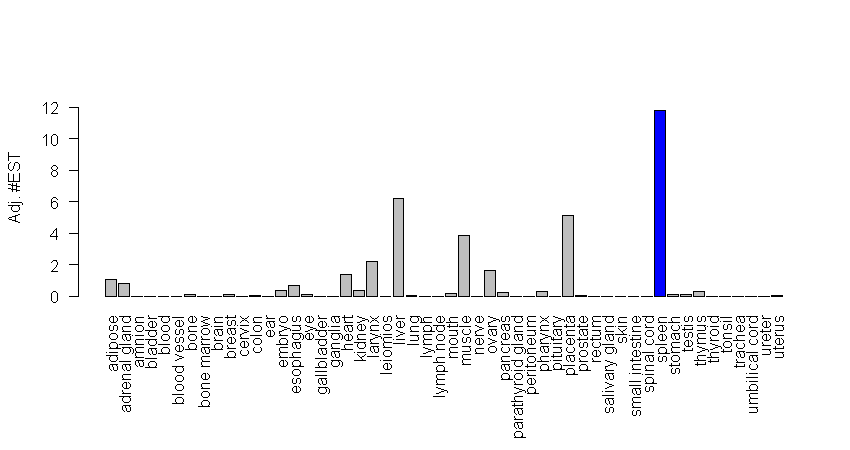 Adj. #EST
12
10
8
6
4
2
0
adipose
adrenal gland
amnion
bladder
blood
blood vessel
bone
bone marrow
brain
breast
cervix
colon
ear
embryo
esophagus
eye
gallbladder
ganglia
heart
kidney
larynx
leiomios
liver
lung
lymph
lymph node
mouth
muscle
nerve
ovary
pancreas
parathyroid gland
peritoneum
pharynx
pituitary
placenta
prostate
rectum
salivary gland
skin
small intestine
spinal cord
spleen
stomach
testis
thymus
thyroid
tonsil
trachea
umbilical cord
ureter
uterus